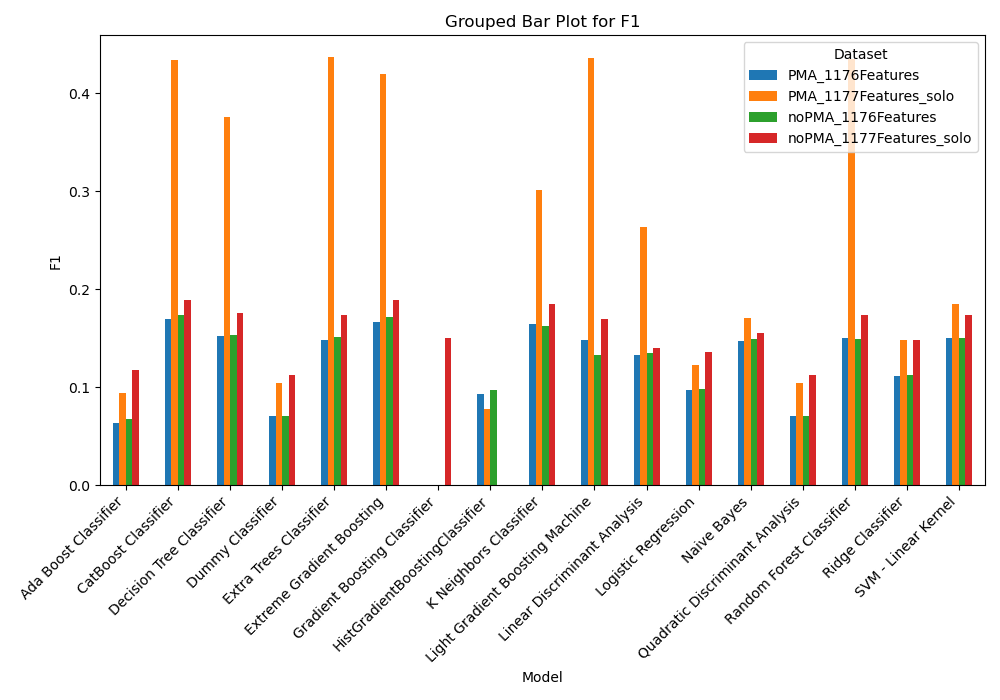 Grouped Bar Plot for F1
Dataset
PMA_1176Features
PMA_1177Features_solo
noPMA_1176Features
noPMA_1177Features_solo
F1
0.4
0.3
0.2
0.1
0.0
Ada Boost Classifier
CatBoost Classifier
Decision Tree Classifier
Dummy Classifier
Extra Trees Classifier
Extreme Gradient Boosting
Gradient Boosting Classifier
HistGradientBoostingClassifier
K Neighbors Classifier
Light Gradient Boosting Machine
Linear Discriminant Analysis
Logistic Regression
Naive Bayes
Quadratic Discriminant Analysis
Random Forest Classifier
Ridge Classifier
SVM - Linear Kernel
Model